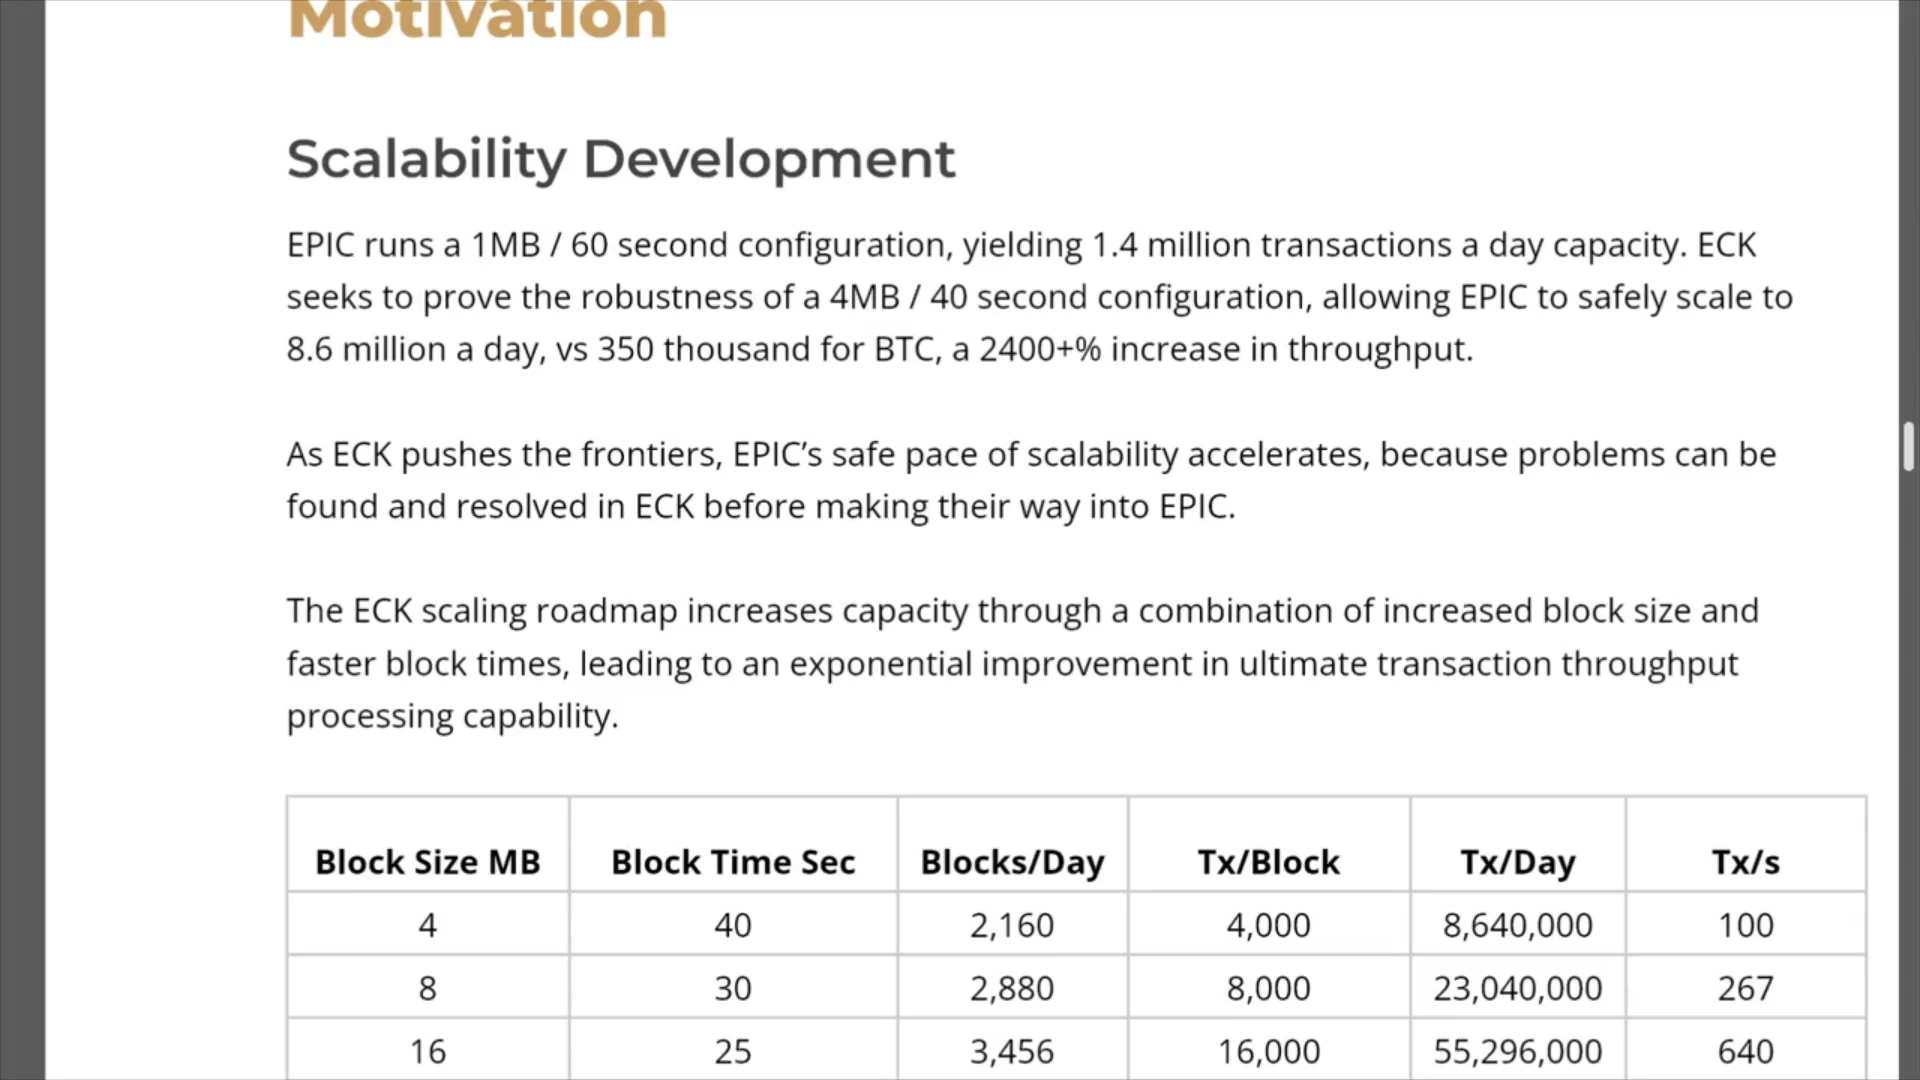 Motivation
Scalability Development
EPIC runs a 1MB / 60 second configuration, yielding 1.4 million transactions a day capacity. ECK
seeks to prove the robustness of a 4MB / 40 second configuration, allowing EPIC to safely scale to
8.6 million a day, vs 350 thousand for BTC, a 2400+% increase in throughput.
As ECK pushes the frontiers, EPIC’s safe pace of scalability accelerates, because problems can be
found and resolved in ECK before making their way into EPIC.
The ECK scaling roadmap increases capacity through a combination of increased block size and
faster block times, leading to an exponential improvement in ultimate transaction throughput
processing capability.
Block Size MB Block Time Sec Blocks/Day Tx/Block Tx/Day Tx/s
4 40 2,160 4,000 8,640,000 100
8 30 2,880 8,000 23,040,000 267
16 25 3,456 16,000 55,296,000 640